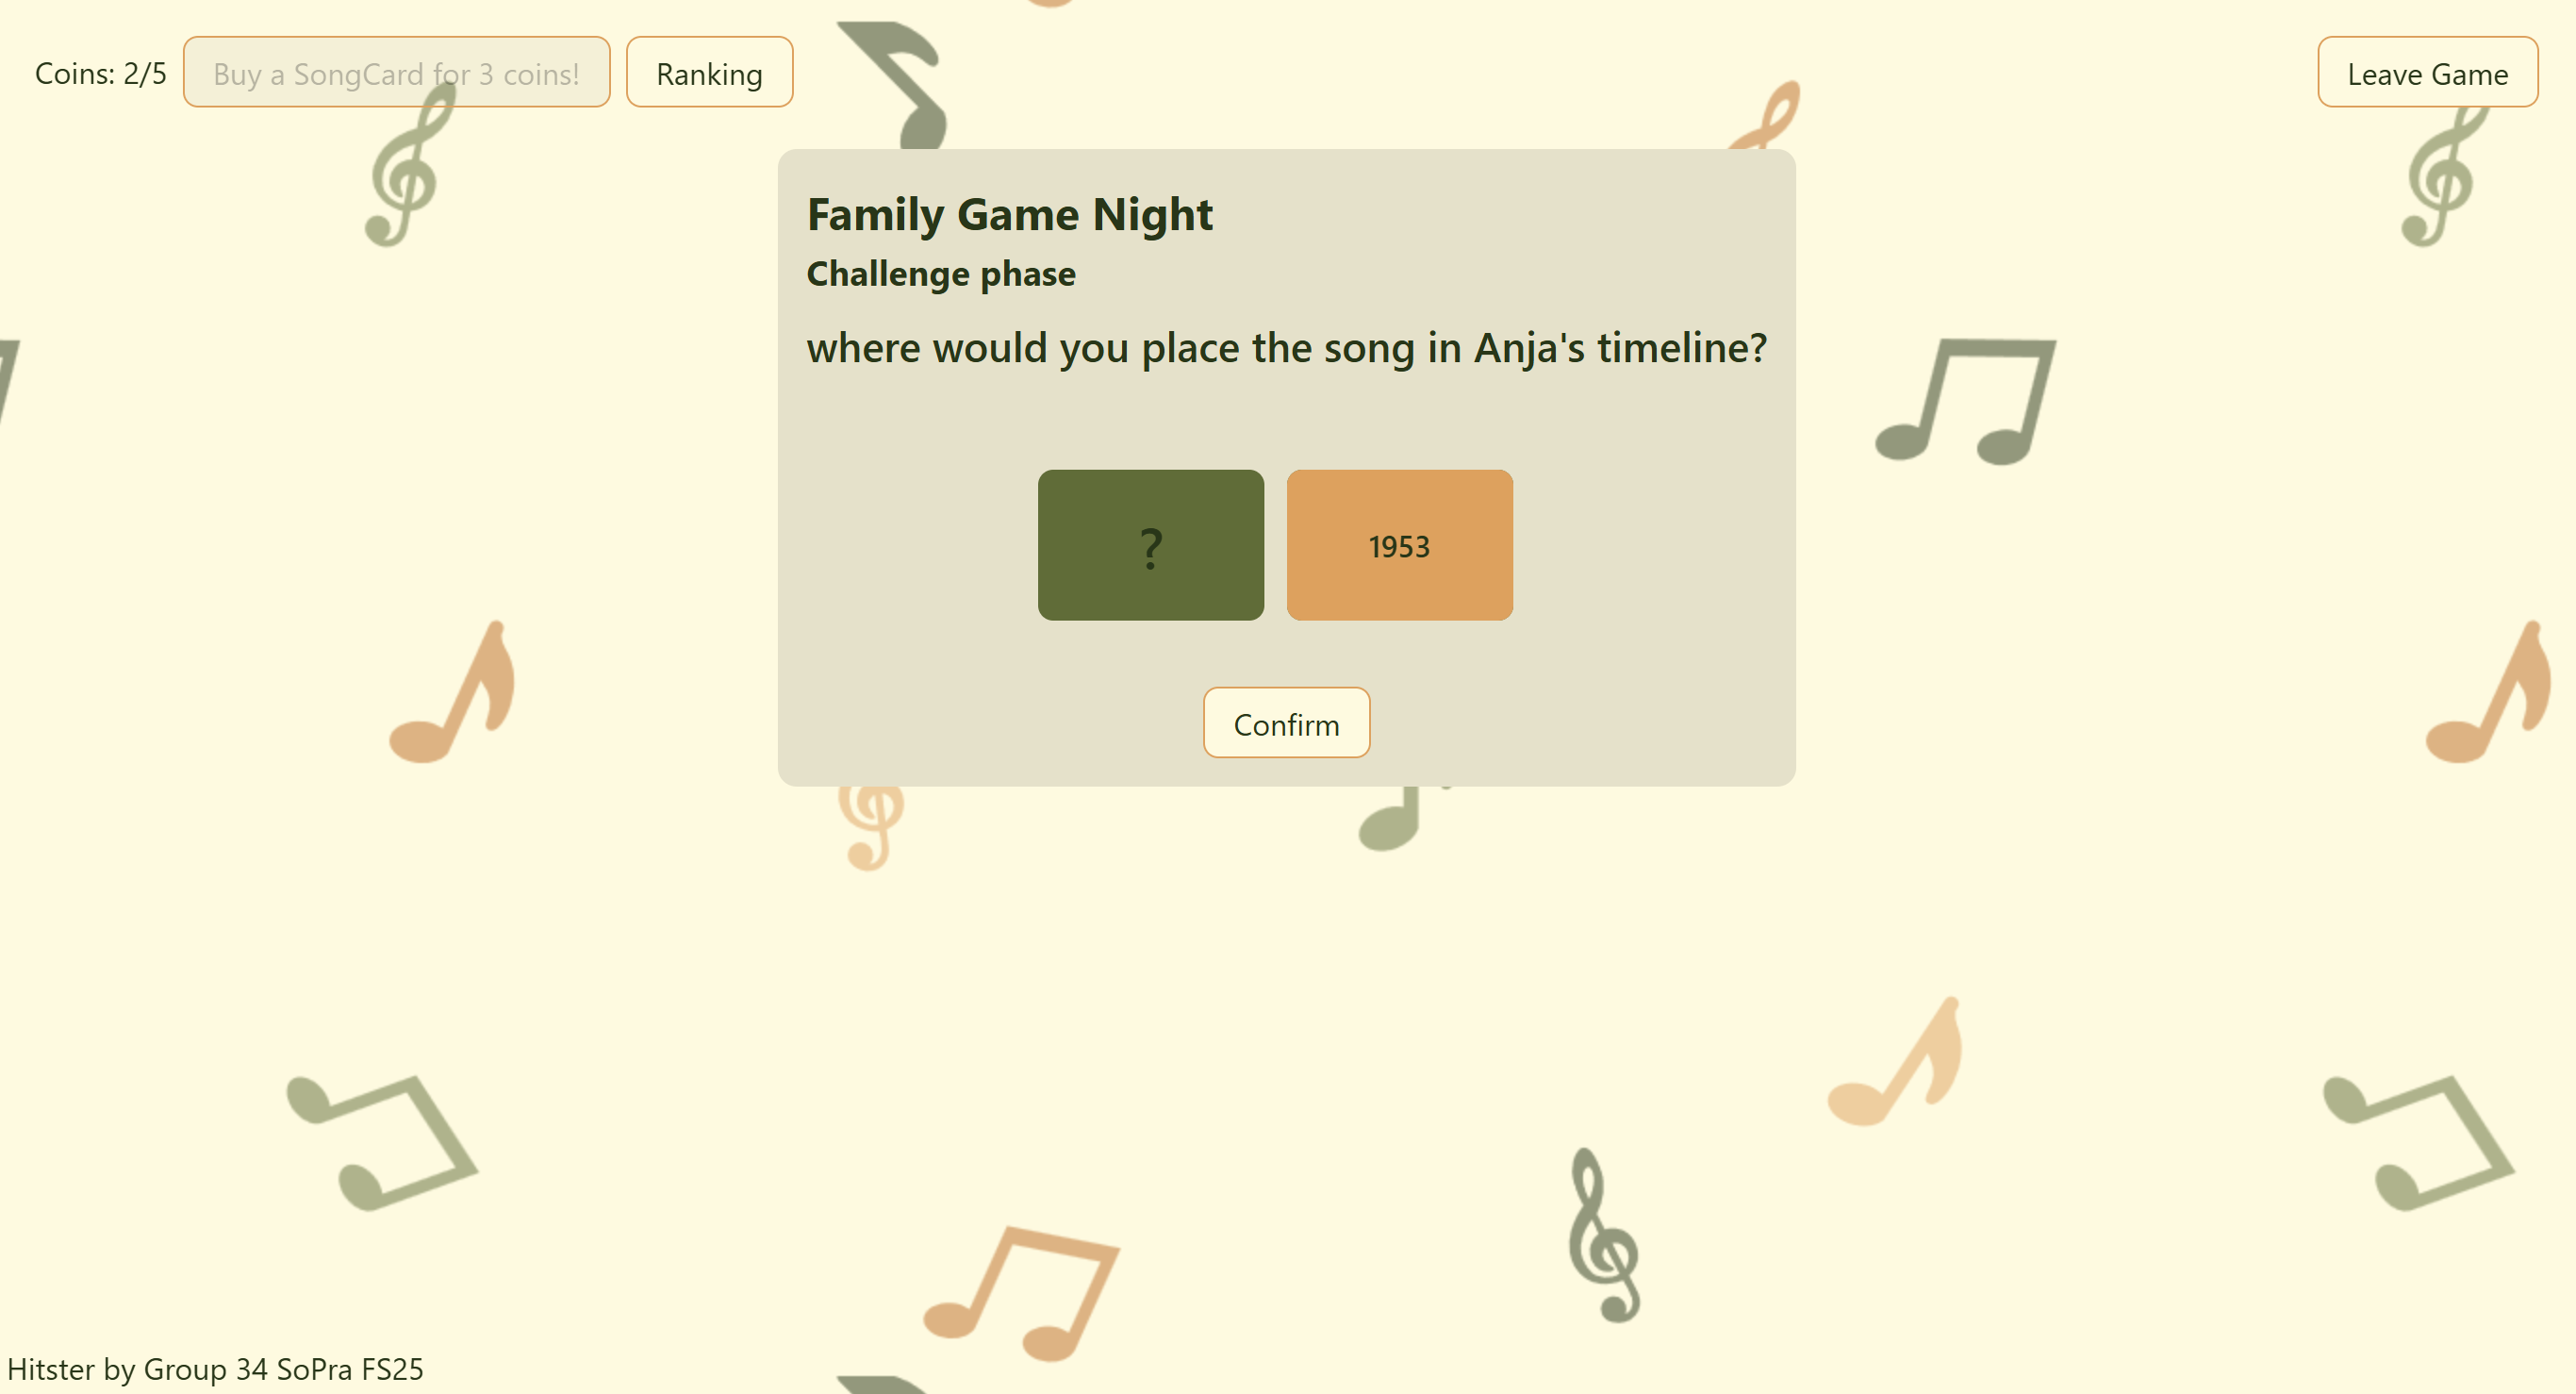 Coins: 2/5 Buy a SongCard for 3 coins! Ranking Leave Game
Family Game Night
Challenge phase
where would you place the song in Anja's timeline?
? 1953
Confirm
Hitster by Group 34 SoPra FS25